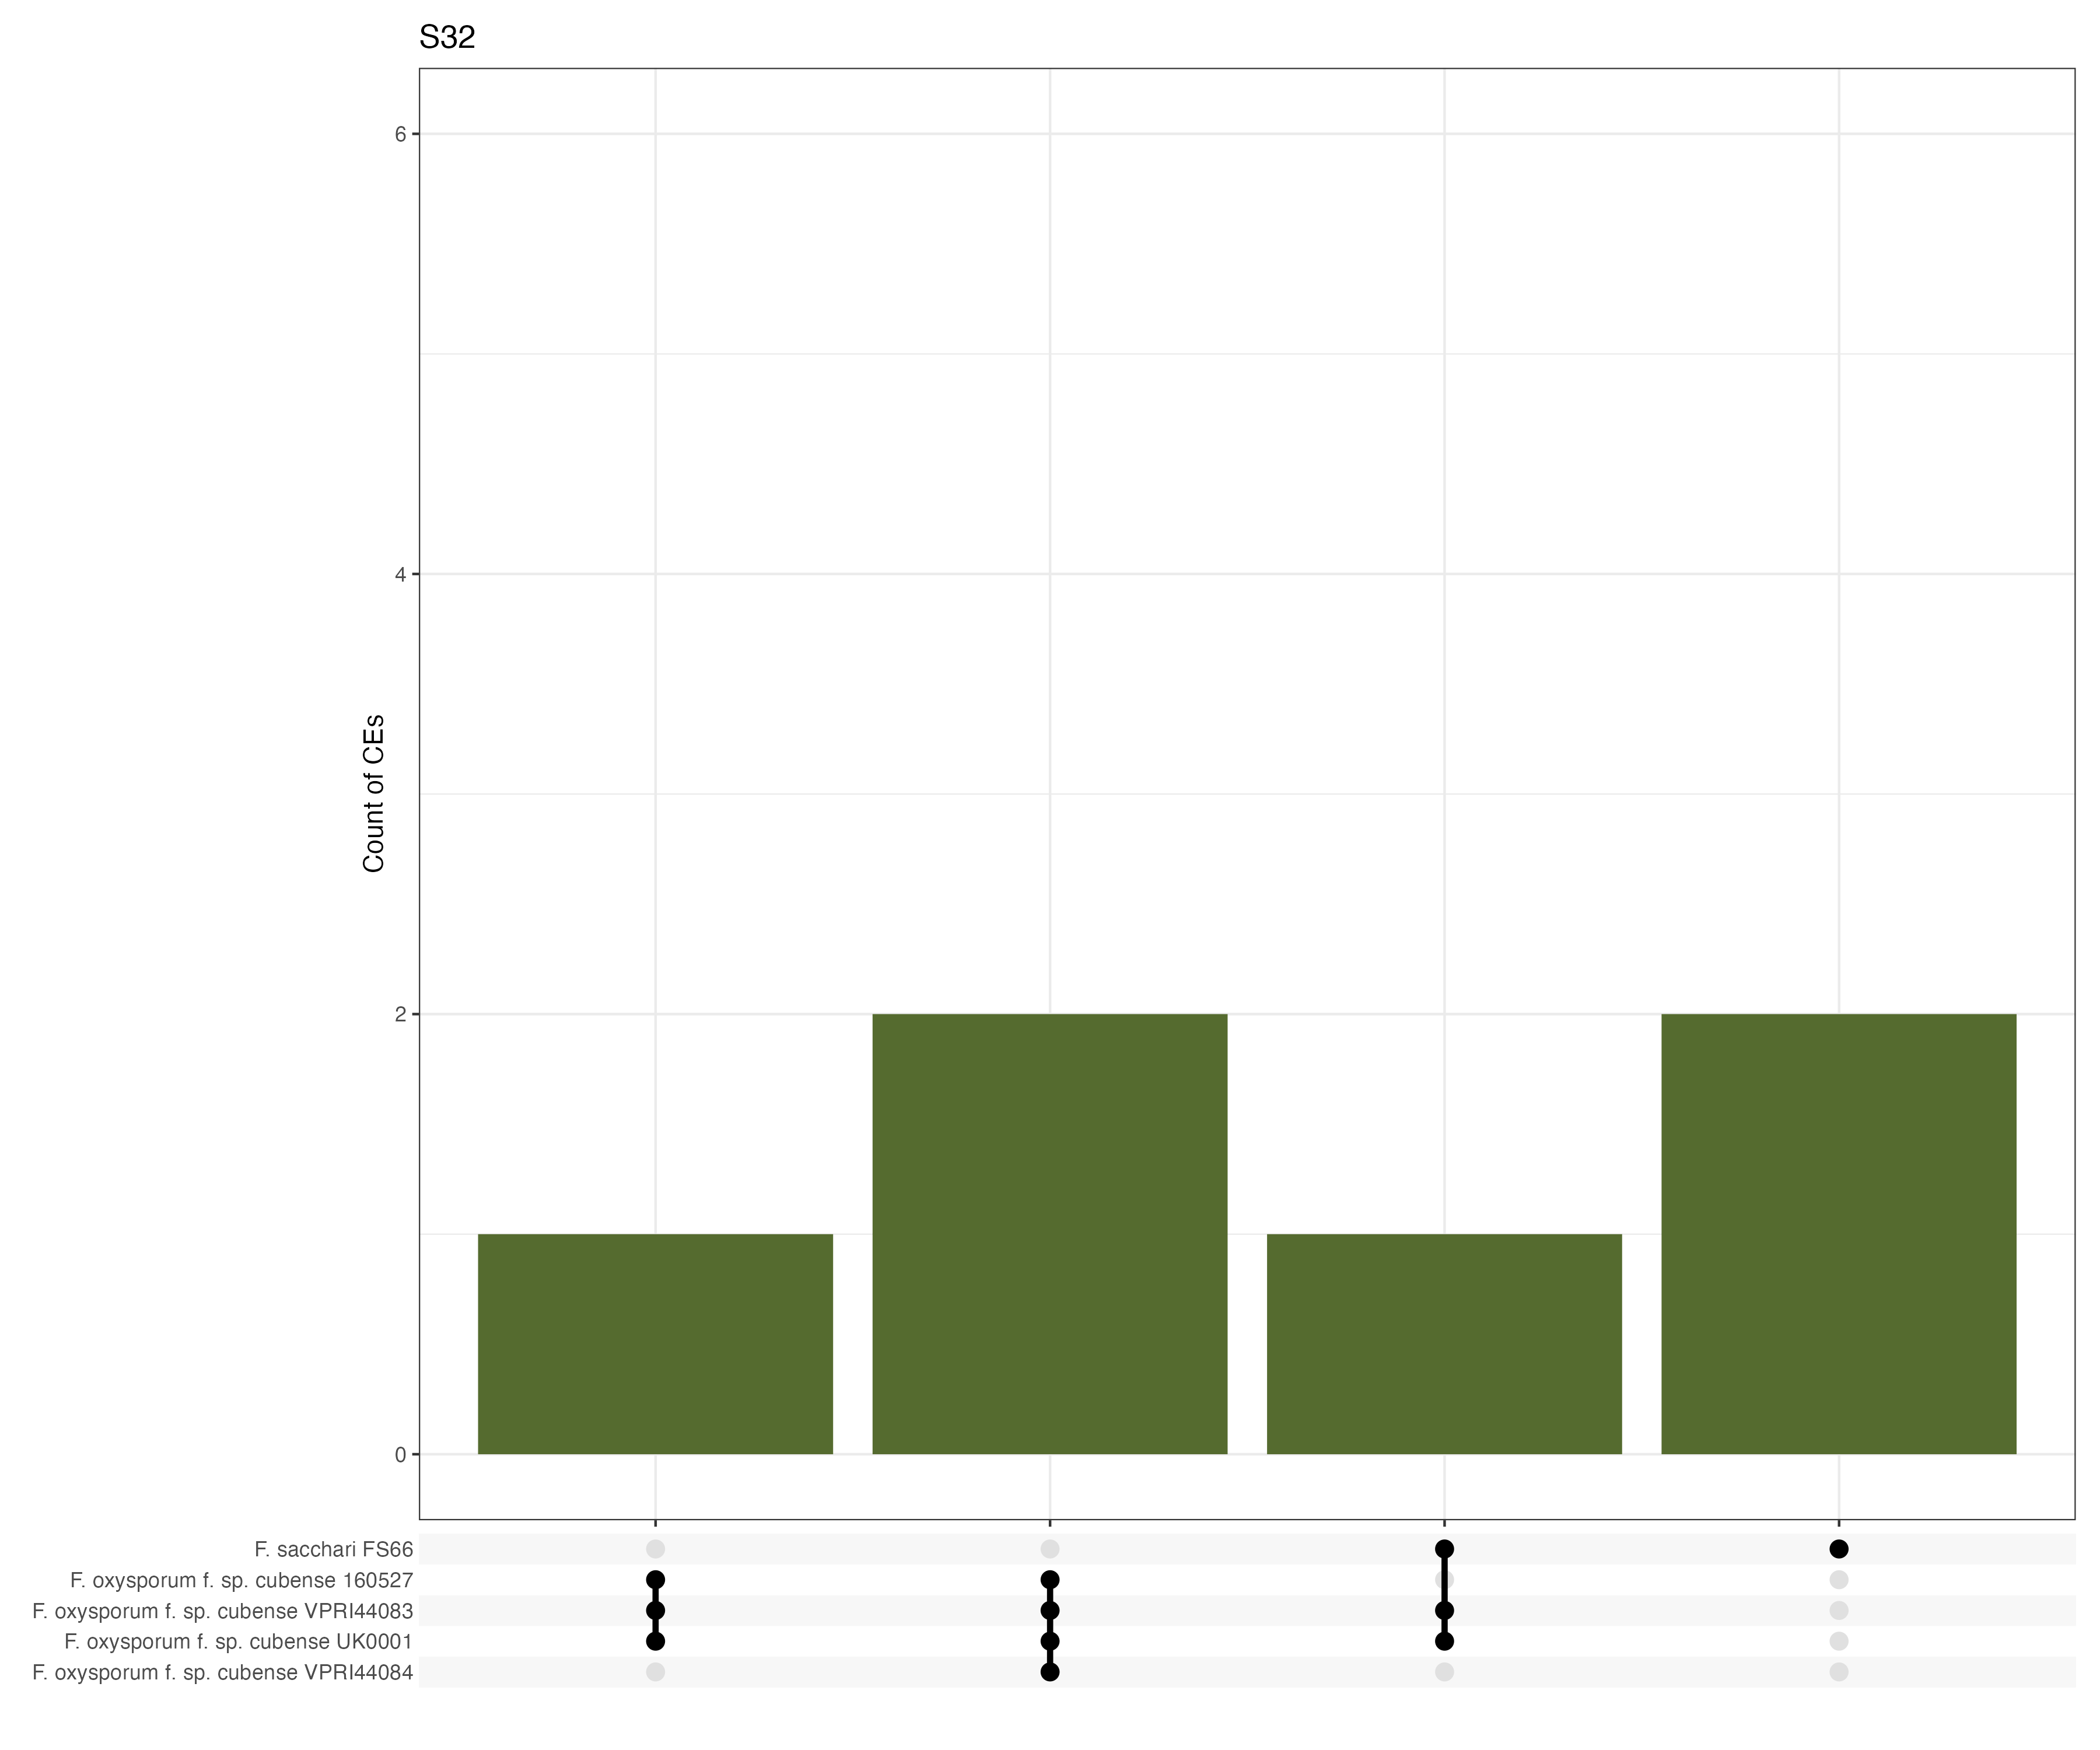 S32
6
4
2
0
Count of CEs
F. sacchari FS66
F. oxysporum f. sp. cubense 160527
F. oxysporum f. sp. cubense VPRI44083
F. oxysporum f. sp. cubense UK0001
F. oxysporum f. sp. cubense VPRI44084